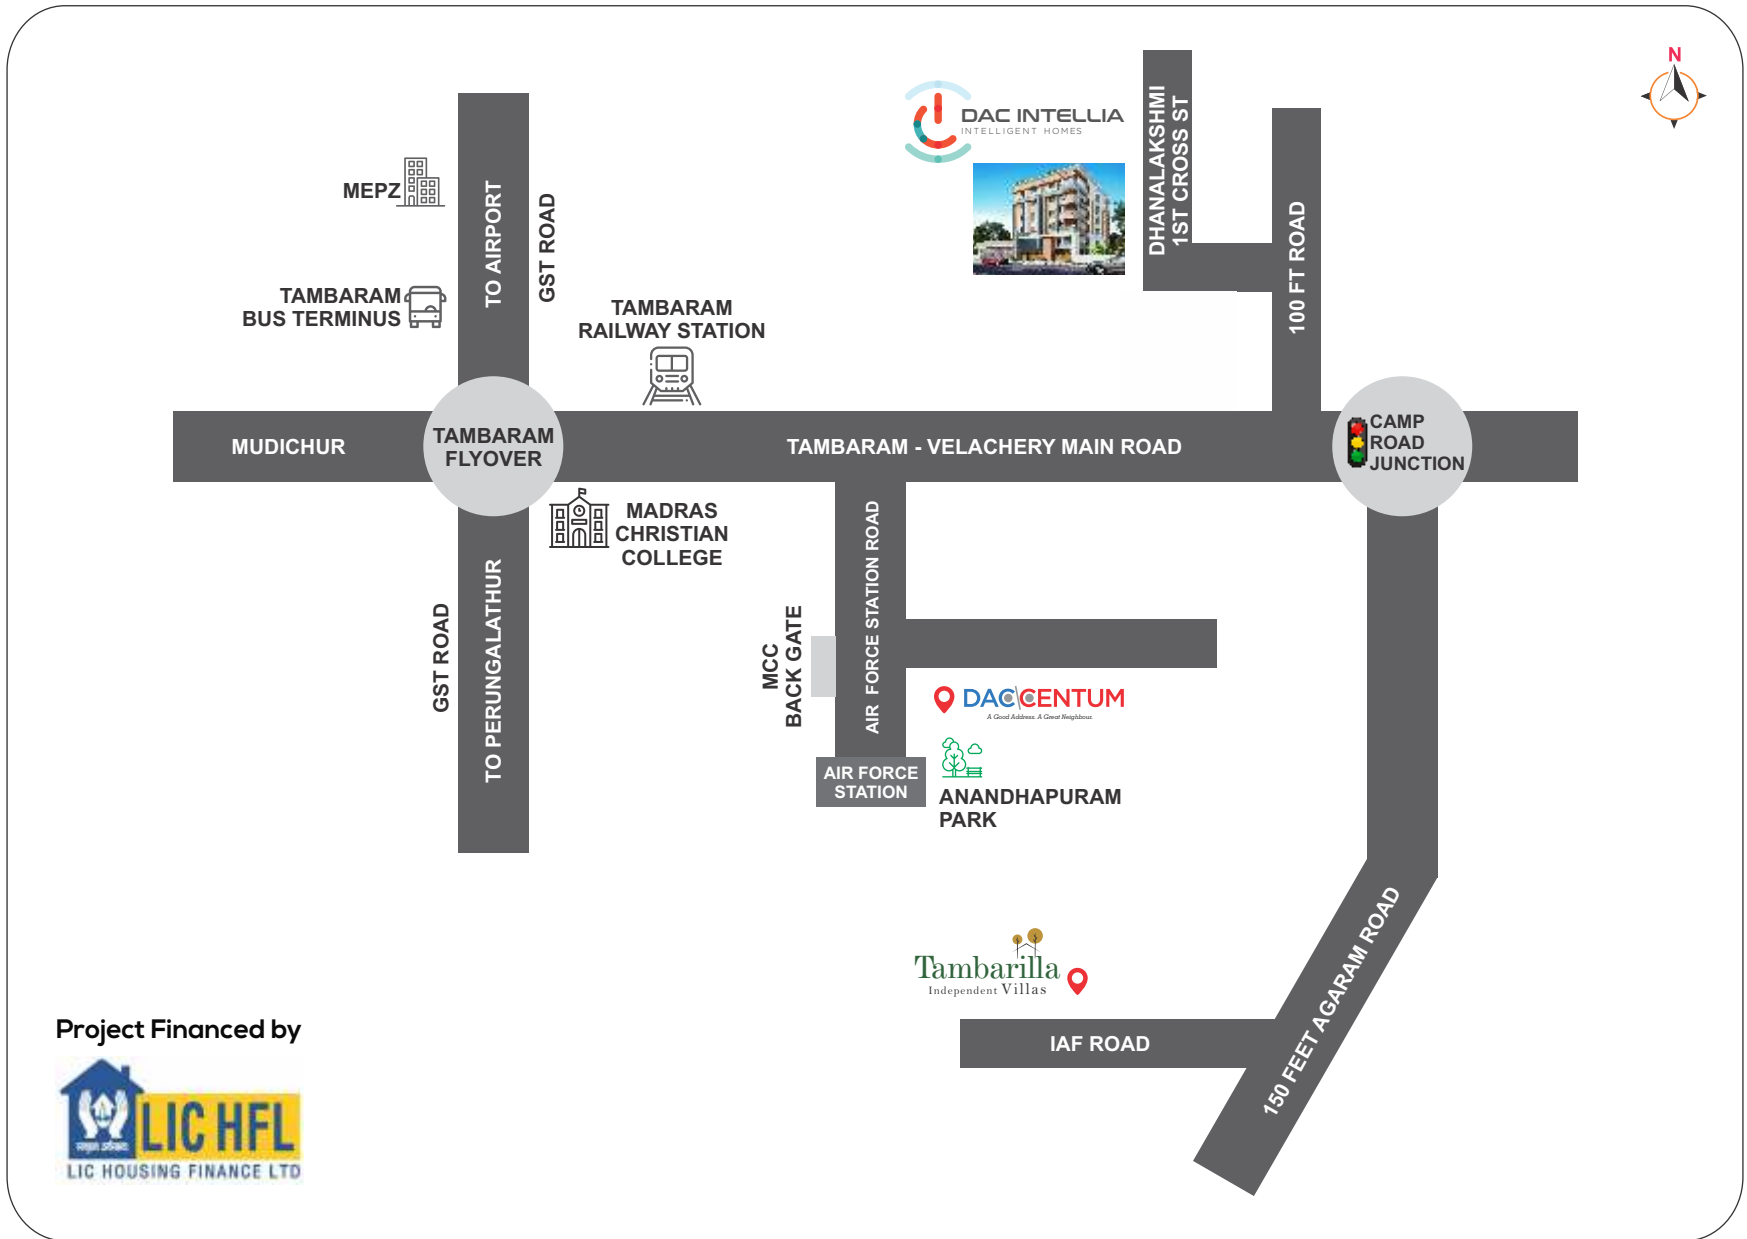 N
DAC INTELLIA
INTELLIGENT HOMES
DHANALAKSHMI
1ST CROSS ST
100 FT ROAD
MEPZ
TO AIRPORT
GST ROAD
TAMBARAM
BUS TERMINUS
TAMBARAM
RAILWAY STATION
MUDICHUR
TAMBARAM
FLYOVER
TAMBARAM - VELACHERY MAIN ROAD
CAMP
ROAD
JUNCTION
MADRAS
CHRISTIAN
COLLEGE
AIR FORCE STATION ROAD
GST ROAD
TO PERUNGALATHUR
MCC
BACK GATE
DAC CENTUM
A Good Address. A Great Neighbour.
AIR FORCE
STATION
ANANDHAPURAM
PARK
Tambarilla
Independent Villas
IAF ROAD
150 FEET AGARAM ROAD
Project Financed by
LIC HFL
LIC HOUSING FINANCE LTD